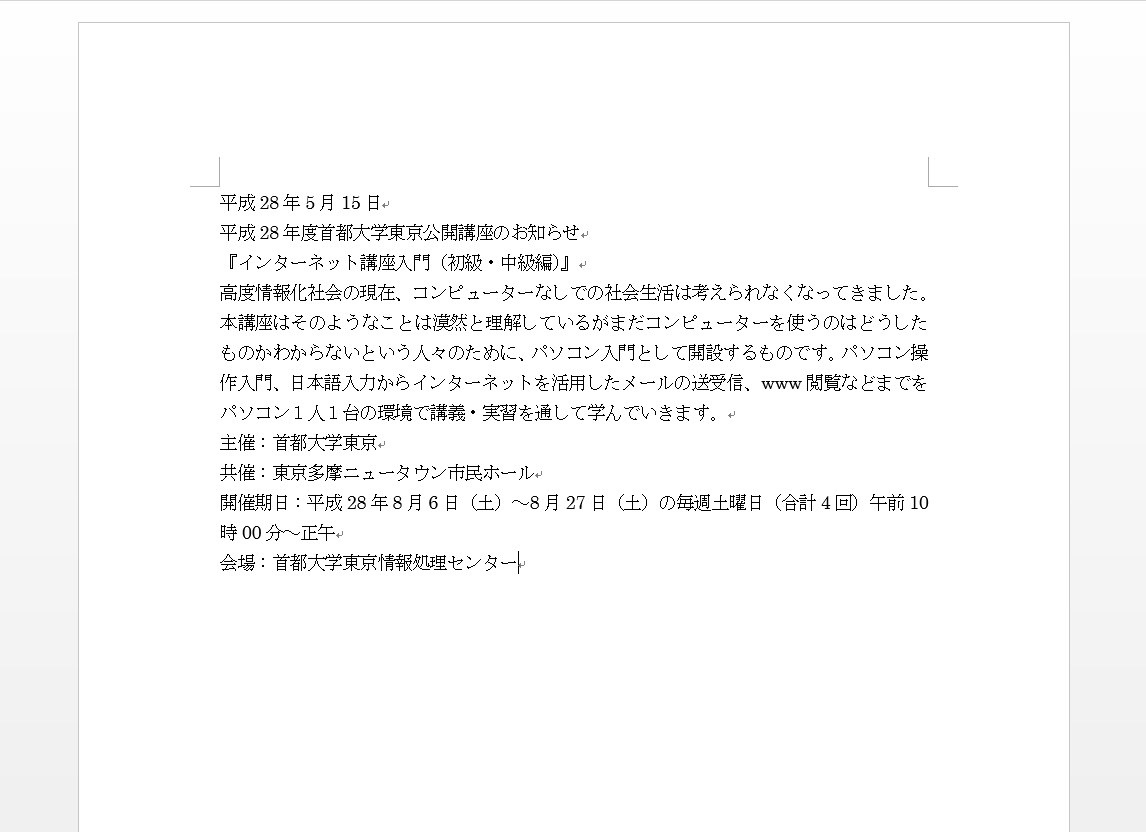 平成 28 年 5 月 15 日
平成 28 年度首都大学東京公開講座のお知らせ
『インターネット講座入門（初級・中級編）』
高度情報化社会の現在、コンピューターなしでの社会生活は考えられなくなってきました。
本講座はそのようなことは漠然と理解しているがまだコンピューターを使うのはどうした
ものかわからないという人々のために、パソコン入門として開設するものです。パソコン操
作入門、日本語入力からインターネットを活用したメールの送受信、www 閲覧などまでを
パソコン１人１台の環境で講義・実習を通して学んでいきます。
主催：首都大学東京
共催：東京多摩ニュータウン市民ホール
開催期日：平成 28 年 8 月 6 日（土）～8 月 27 日（土）の毎週土曜日（合計 4 回）午前 10
時 00 分～正午
会場：首都大学東京情報処理センター